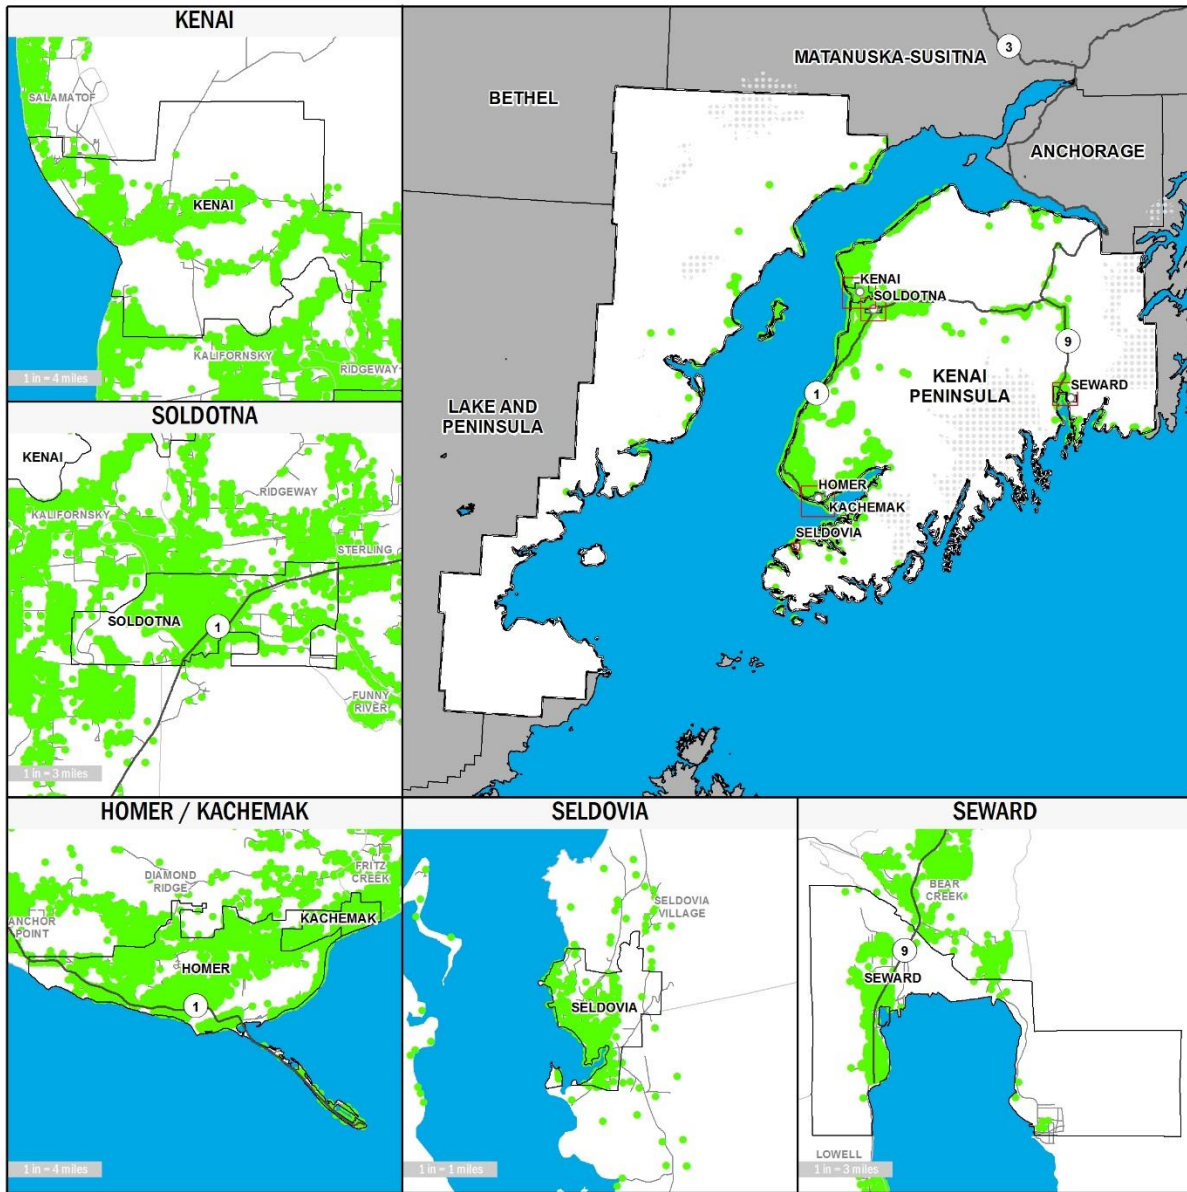 KENAI
SALAMATOF
KENAI
KALIFORNSKY
RIDGEWAY
1 in = 4 miles
3
MATANUSKA-SUSITNA
BETHEL
ANCHORAGE
KENAI
SOLDOTNA
9
KENAI
PENINSULA
SEWARD
1
LAKE AND
PENINSULA
HOMER
KACHEMAK
SELDOVIA
SOLDOTNA
KENAI
RIDGEWAY
KALIFORNSKY
STERLING
SOLDOTNA
1
FUNNY
RIVER
1 in = 3 miles
HOMER / KACHEMAK
DIAMOND
RIDGE
FRITZ
CREEK
ANCHOR
POINT
KACHEMAK
HOMER
1
1 in = 4 miles
SELDOVIA
SELDOVIA
VILLAGE
SELDOVIA
1 in = 1 miles
SEWARD
BEAR
CREEK
9
SEWARD
LOWELL
1 in = 3 miles